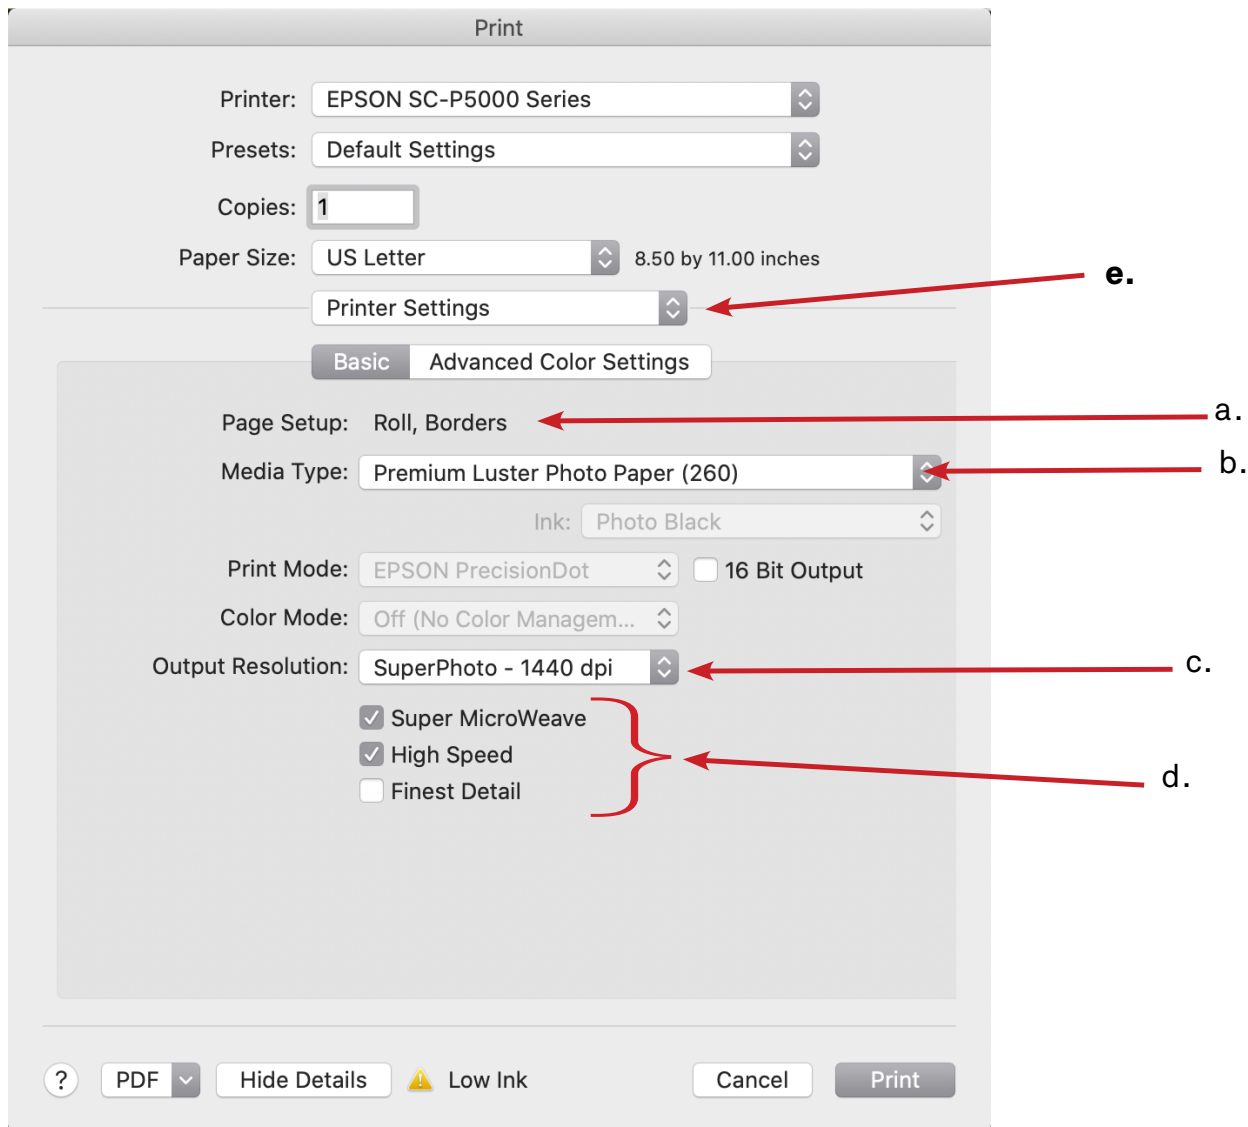 Print
Printer: EPSON SC-P5000 Series
Presets: Default Settings
Copies: 1
Paper Size: US Letter 8.50 by 11.00 inches
e.
Printer Settings
Basic Advanced Color Settings
a.
Page Setup: Roll, Borders
b.
Media Type: Premium Luster Photo Paper (260)
Ink: Photo Black
Print Mode: EPSON PrecisionDot 16 Bit Output
Color Mode: Off (No Color Managem...
Output Resolution: SuperPhoto - 1440 dpi c.
Super MicroWeave
High Speed
d.
Finest Detail
? PDF Hide Details Low Ink Cancel Print